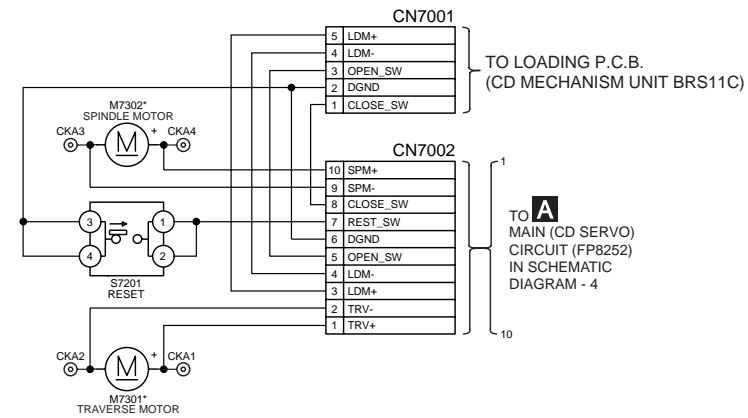 CN7001
5 LDM+
4 LDM-
3 OPEN_SW
2 DGND
1 CLOSE_SW
TO LOADING P.C.B.
(CD MECHANISM UNIT BRS11C)
M7302*
SPINDLE MOTOR
CKA3
M
+
CKA4
CN7002
10 SPM+
9 SPM-
8 CLOSE_SW
7 REST_SW
6 DGND
5 OPEN_SW
4 LDM-
3 LDM+
2 TRV-
1 TRV+
1
10
TO A
MAIN (CD SERVO)
CIRCUIT (FP8252)
IN SCHEMATIC
DIAGRAM - 4
3
1
4
2
S7201
RESET
CKA2
M
+
CKA1
M7301*
TRAVERSE MOTOR